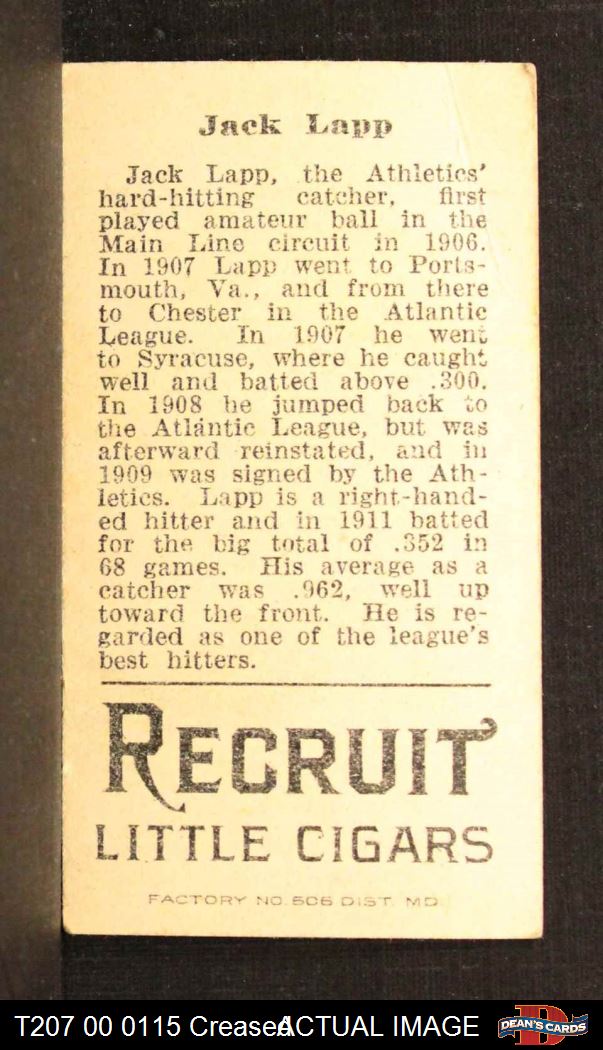 Jack Lapp
Jack Lapp, the Athletics'
hard-hitting catcher, first
played amateur ball in the
Main Line circuit in 1906.
In 1907 Lapp went to Ports-
mouth, Va., and from there
to Chester in the Atlantic
League. In 1907 he went
to Syracuse, where he caught
well and batted above .300.
In 1908 he jumped back to
the Atlantic League, but was
afterward reinstated, and in
1909 was signed by the Ath-
letics. Lapp is a right-hand-
ed hitter and in 1911 batted
for the big total of .352 in
68 games. His average as a
catcher was .962, well up
toward the front. He is re-
garded as one of the league's
best hitters.
RECRUIT
LITTLE CIGARS
FACTORY NO. 606 DIST. MD.
T207 00 0115 Creased ACTUAL IMAGE
D
DEAN'S CARDS